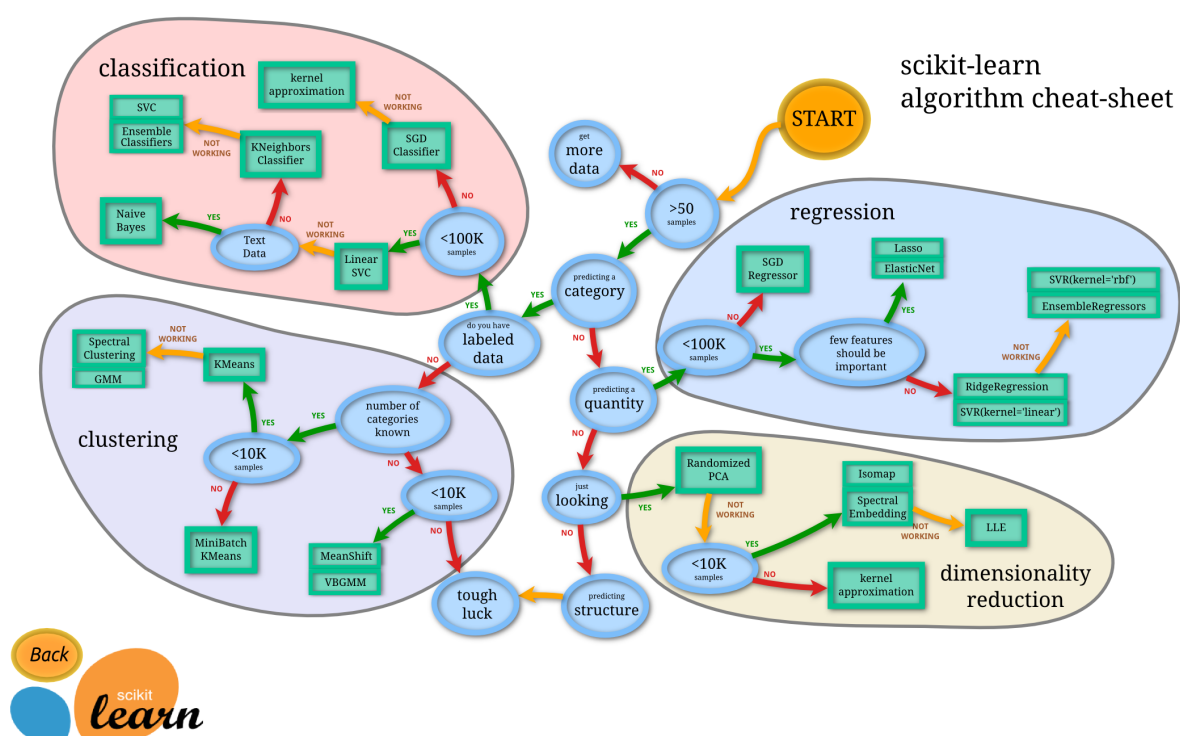 scikit-learn
algorithm cheat-sheet
START
classification
kernel
approximation
NOT
WORKING
SVC
Ensemble
Classifiers
NOT
WORKING
KNeighbors
Classifier
SGD
Classifier
NO
Naive
Bayes
YES
Text
Data
NO
NOT
WORKING
Linear
SVC
YES
<100K
samples
YES
get
more
data
NO
>50
samples
YES
predicting a
category
YES
NO
do you have
labeled
data
NO
predicting a
quantity
YES
NO
just
looking
YES
NO
predicting
structure
tough
luck
regression
SGD
Regressor
NO
<100K
samples
YES
Lasso
ElasticNet
YES
few features
should be
important
NO
SVR(kernel='rbf')
EnsembleRegressors
NOT
WORKING
RidgeRegression
SVR(kernel='linear')
clustering
Spectral
Clustering
GMM
NOT
WORKING
KMeans
YES
number of
categories
known
YES
NO
<10K
samples
NO
MiniBatch
KMeans
<10K
samples
YES
NO
MeanShift
VBGMM
dimensionality
reduction
Randomized
PCA
NOT
WORKING
<10K
samples
YES
NO
Isomap
Spectral
Embedding
NOT
WORKING
LLE
kernel
approximation
Back
scikit
learn